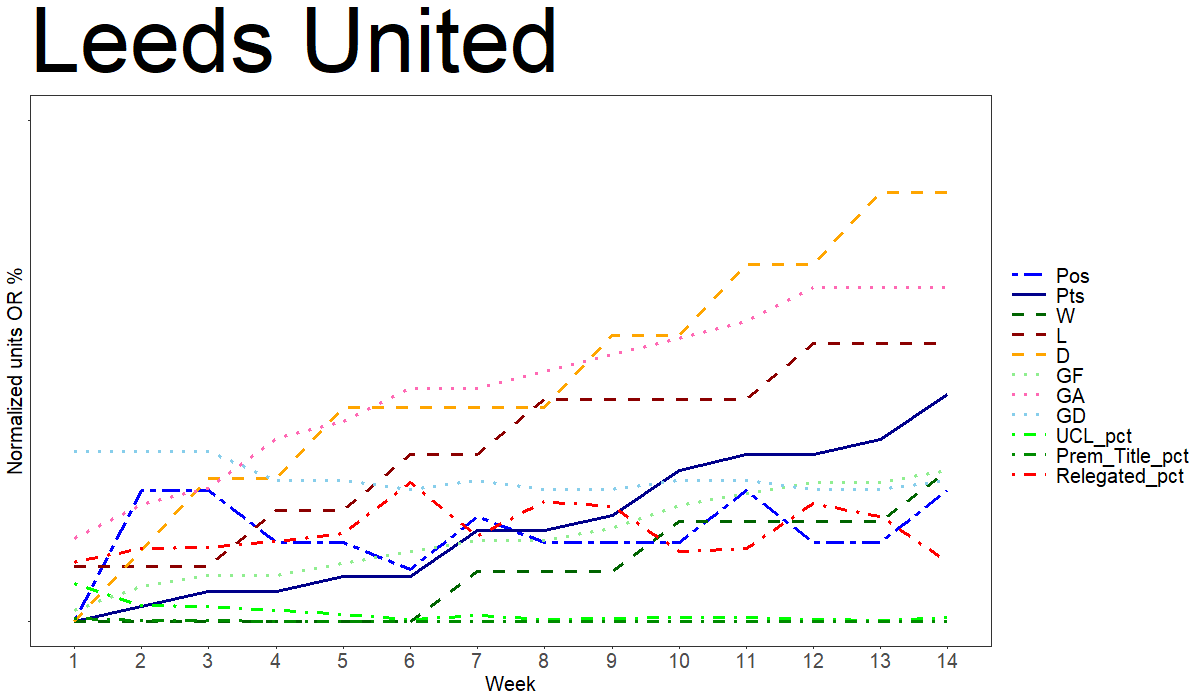 Leeds United
Normalized units OR %
Pos
Pts
W
L
D
GF
GA
GD
UCL_pct
Prem_Title_pct
Relegated_pct
1 2 3 4 5 6 7 8 9 10 11 12 13 14
Week